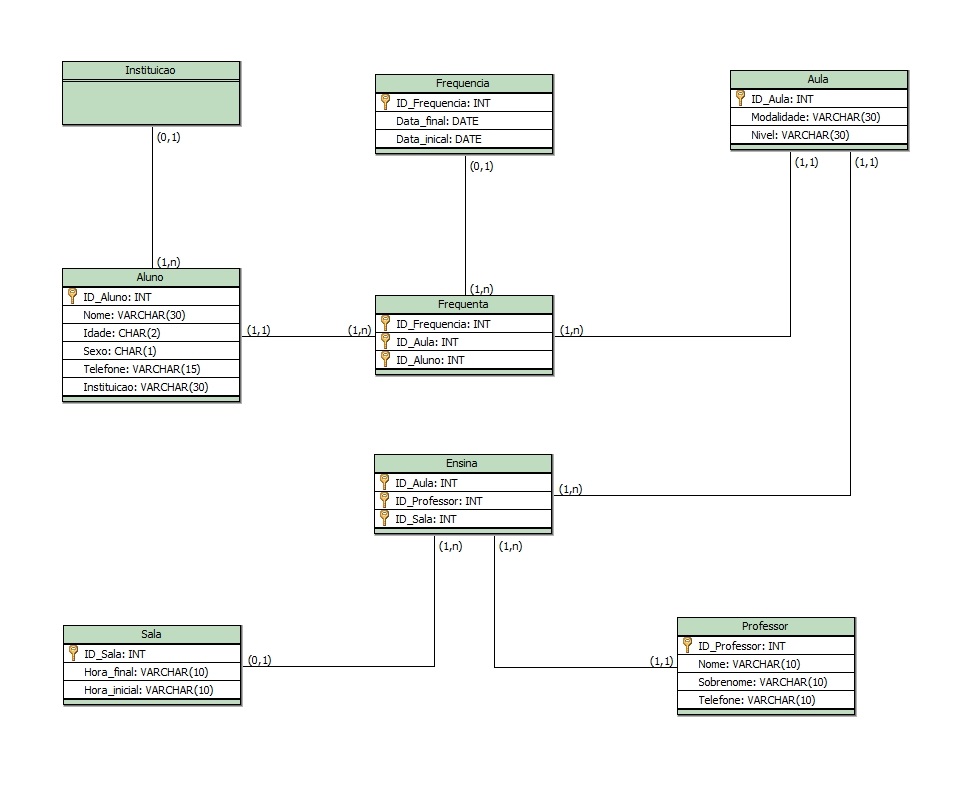 Instituicao
(0,1)
Frequencia
ID_Frequencia: INT
Data_final: DATE
Data_inical: DATE
(0,1)
Aula
ID_Aula: INT
Modalidade: VARCHAR(30)
Nivel: VARCHAR(30)
(1,1)
(1,1)
(1,n)
Aluno
ID_Aluno: INT
Nome: VARCHAR(30)
Idade: CHAR(2)
Sexo: CHAR(1)
Telefone: VARCHAR(15)
Instituicao: VARCHAR(30)
(1,1)
(1,n)
(1,n)
Frequenta
ID_Frequencia: INT
ID_Aula: INT
ID_Aluno: INT
(1,n)
Ensina
ID_Aula: INT
ID_Professor: INT
ID_Sala: INT
(1,n)
(1,n)
(1,n)
Sala
ID_Sala: INT
Hora_final: VARCHAR(10)
Hora_inicial: VARCHAR(10)
(0,1)
(1,1)
Professor
ID_Professor: INT
Nome: VARCHAR(10)
Sobrenome: VARCHAR(10)
Telefone: VARCHAR(10)